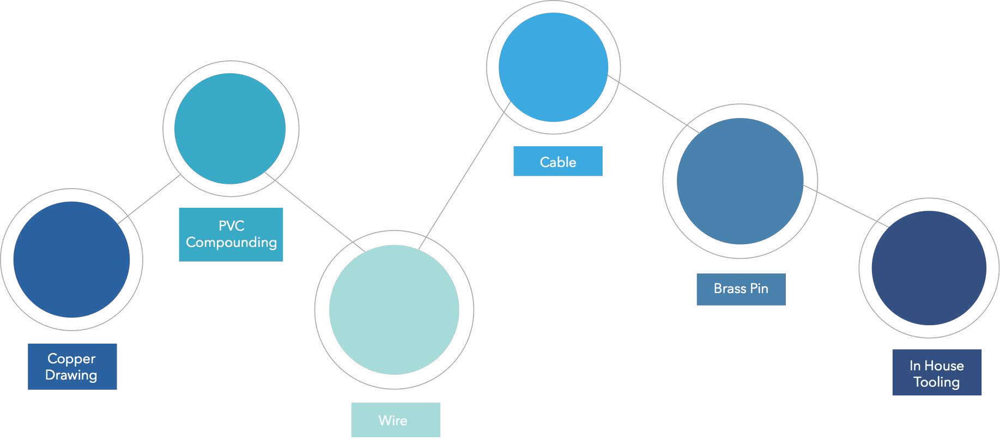 Copper
Drawing
PVC
Compounding
Wire
Cable
Brass Pin
In House
Tooling